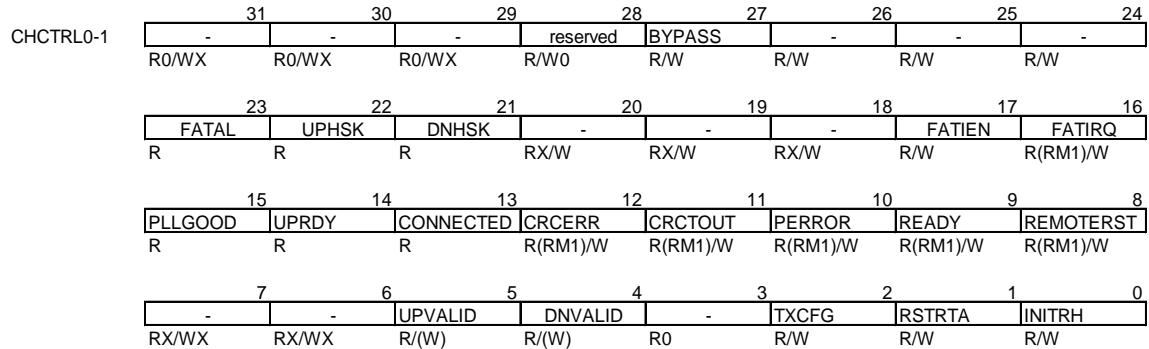 31 30 29 28 27 26 25 24
CHCTRL0-1 - - - reserved BYPASS - - -
R0/WX R0/WX R0/WX R/W0 R/W R/W R/W R/W
23 22 21 20 19 18 17 16
FATAL UPHSK DNHSK - - - FATIEN FATIRQ
R R R RX/W RX/W RX/W R/W R(RM1)/W
15 14 13 12 11 10 9 8
PLLGOOD UPRDY CONNECTED CRCERR CRCTOUT PERROR READY REMOTERST
R R R R(RM1)/W R(RM1)/W R(RM1)/W R(RM1)/W R(RM1)/W
7 6 5 4 3 2 1 0
- - UPVALID DNVALID - TXCFG RSTRTA INITRH
RX/WX RX/WX R/(W) R/(W) R0 R/W R/W R/W